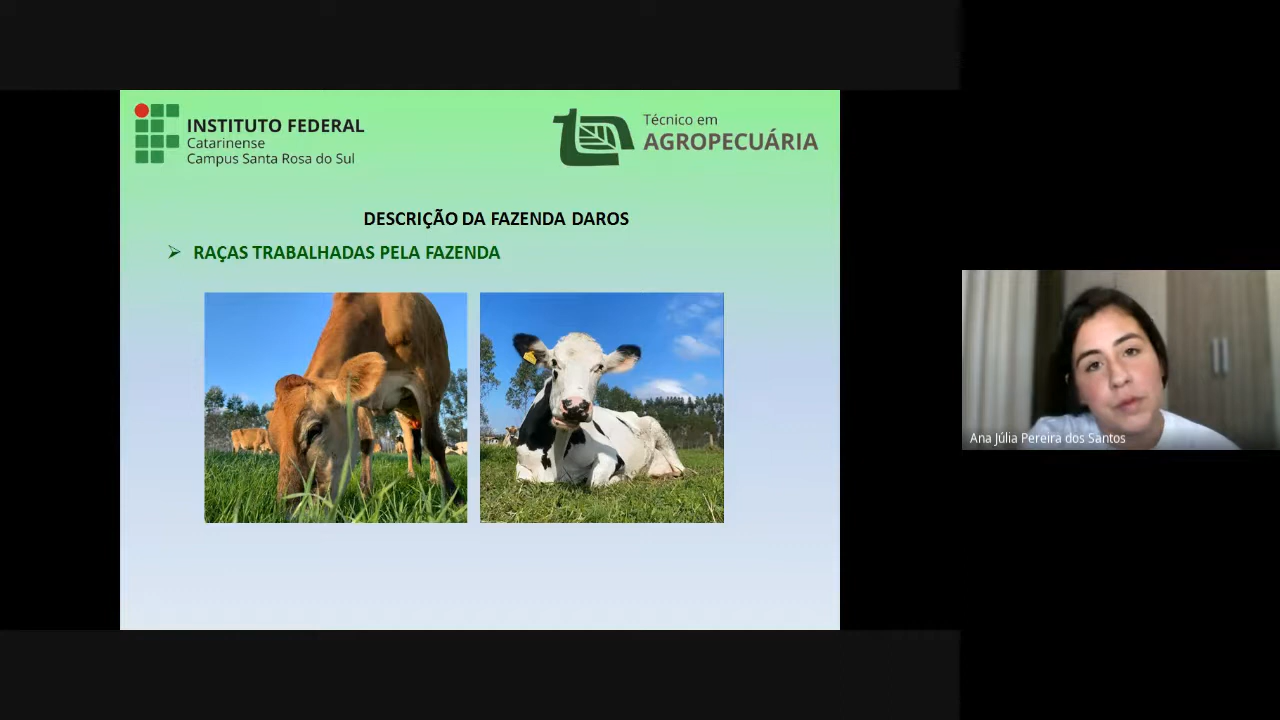 INSTITUTO FEDERAL
Catarinense
Campus Santa Rosa do Sul
Técnico em
AGROPECUÁRIA
DESCRIÇÃO DA FAZENDA DAROS
RAÇAS TRABALHADAS PELA FAZENDA
Ana Júlia Pereira dos Santos